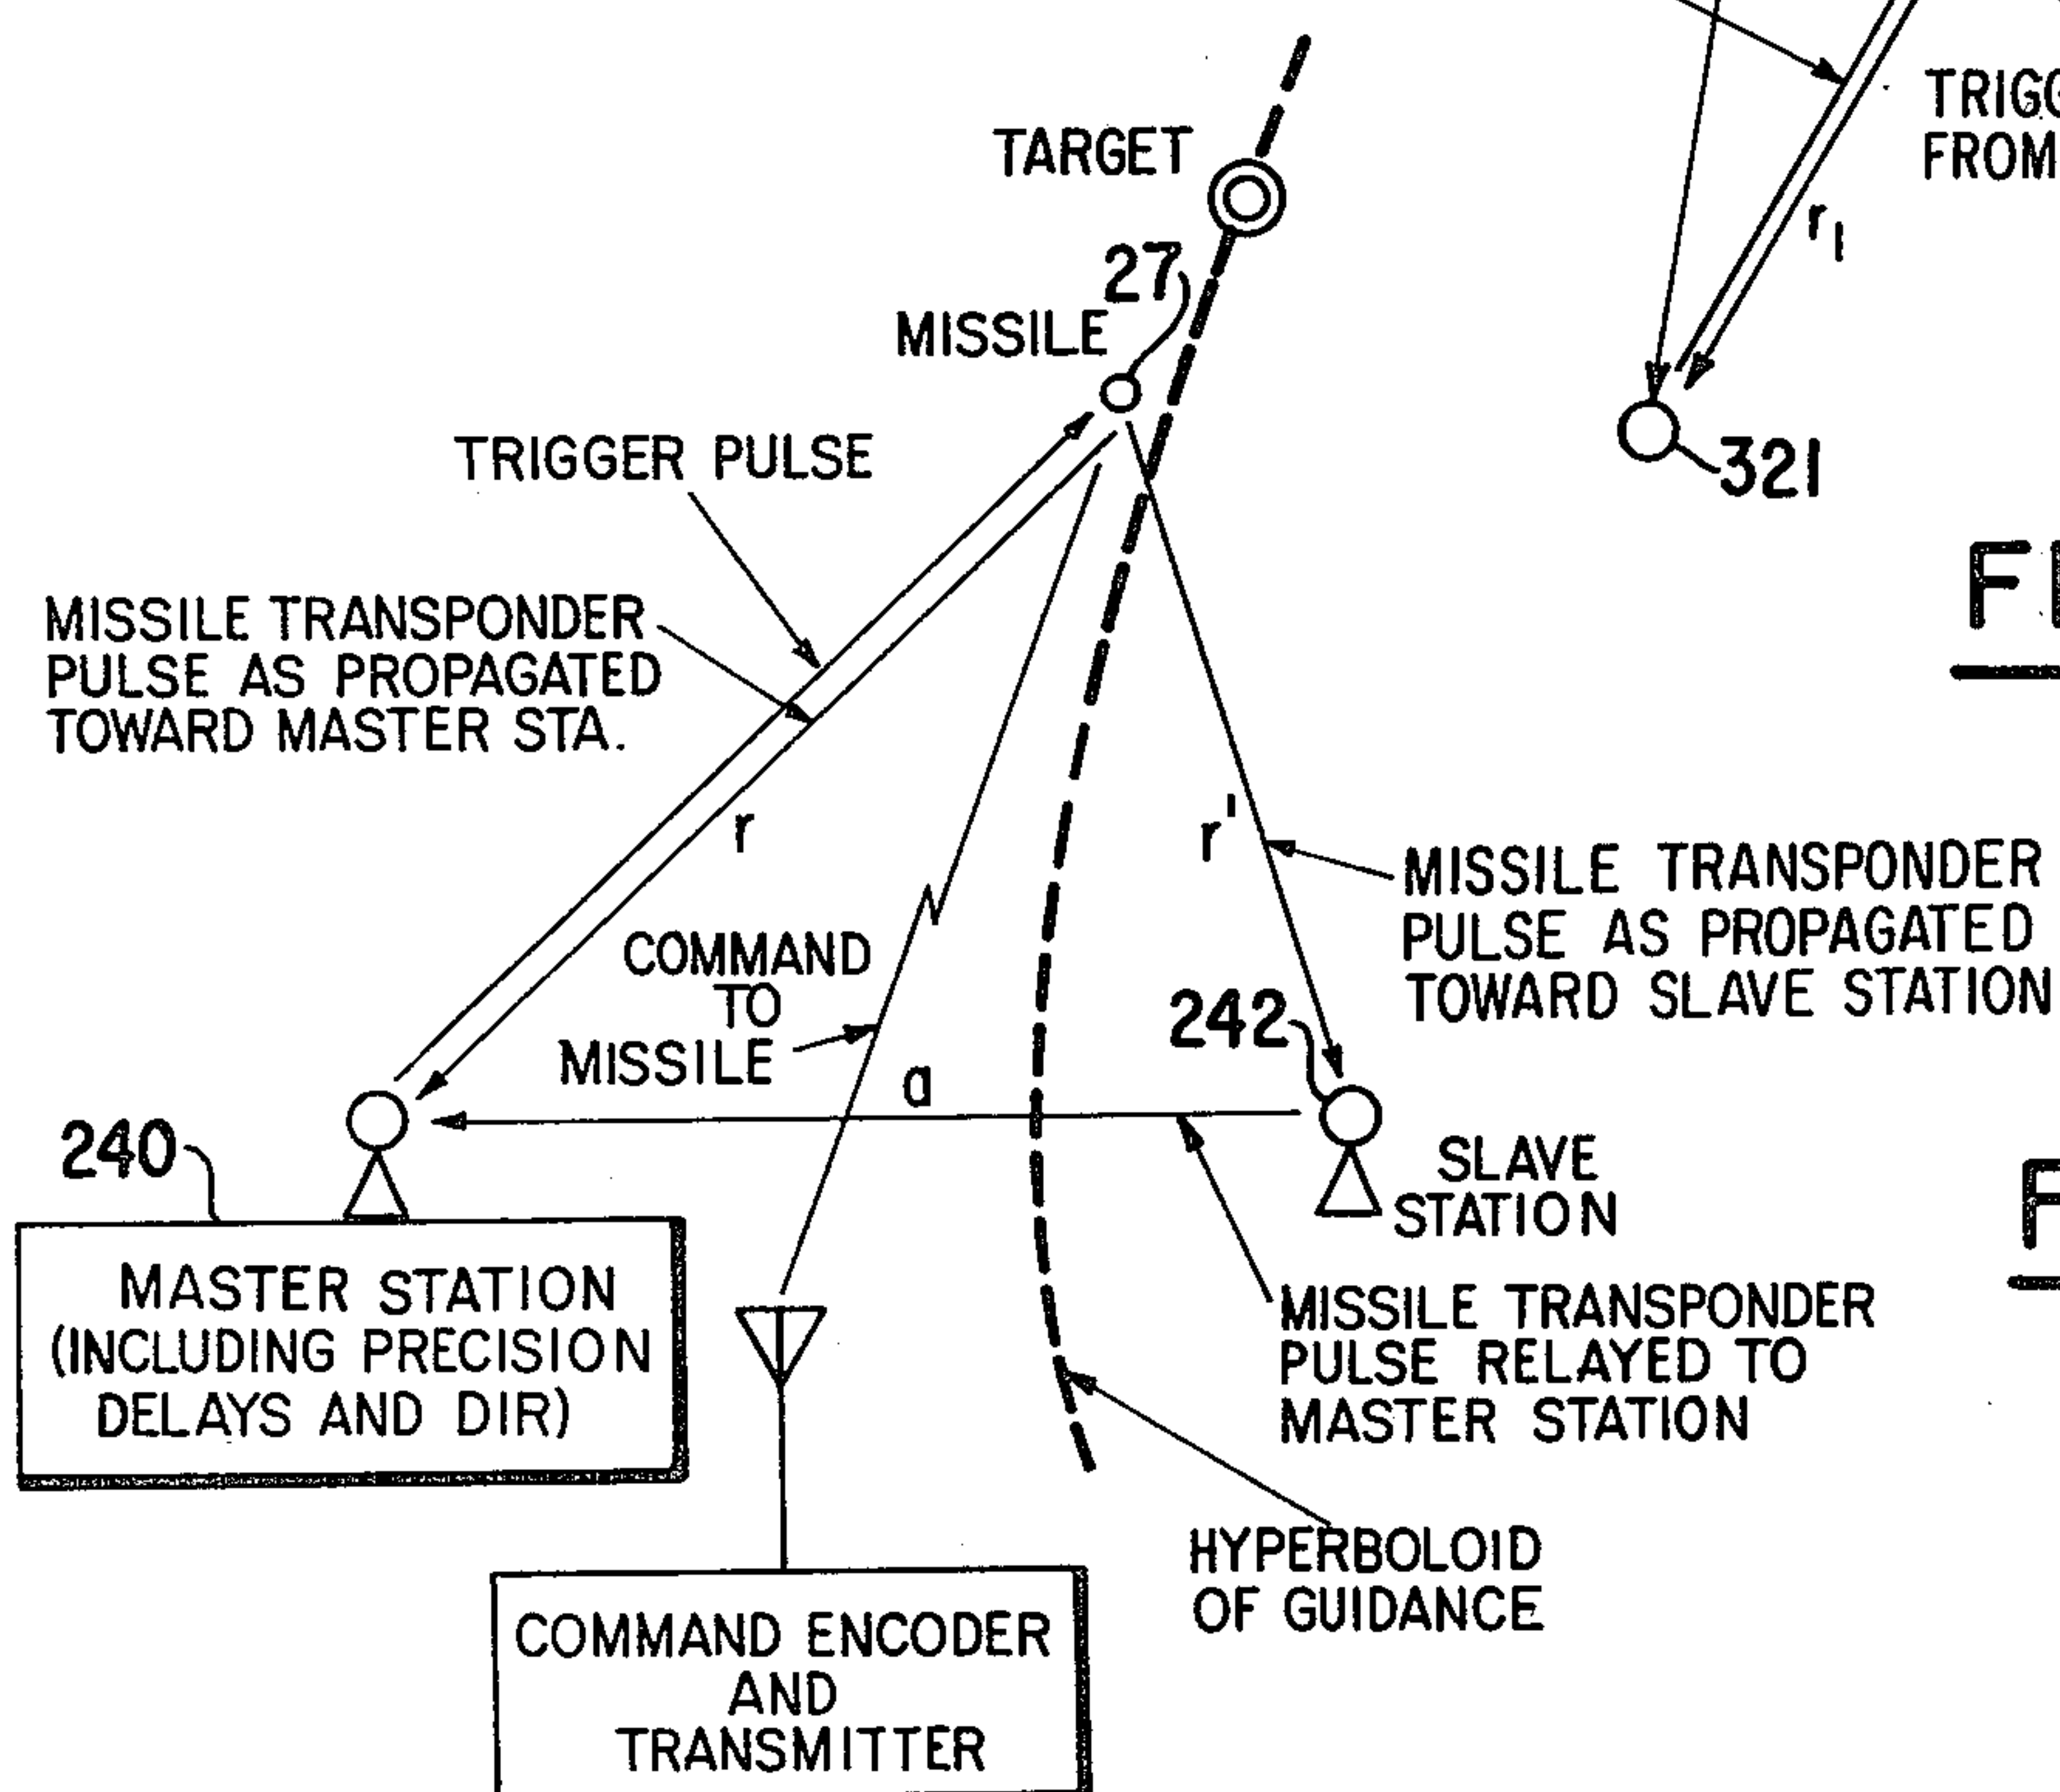 TARGET
27
MISSILE
TRIGGER PULSE
MISSILE TRANSPONDER
PULSE AS PROPAGATED
TOWARD MASTER STA.
r
r'
COMMAND
TO
MISSILE
a
MISSILE TRANSPONDER
PULSE AS PROPAGATED
TOWARD SLAVE STATION
242
240
SLAVE
STATION
MASTER STATION
(INCLUDING PRECISION
DELAYS AND DIR)
MISSILE TRANSPONDER
PULSE RELAYED TO
MASTER STATION
HYPERBOLOID
OF GUIDANCE
COMMAND ENCODER
AND
TRANSMITTER
FROM
r1
321